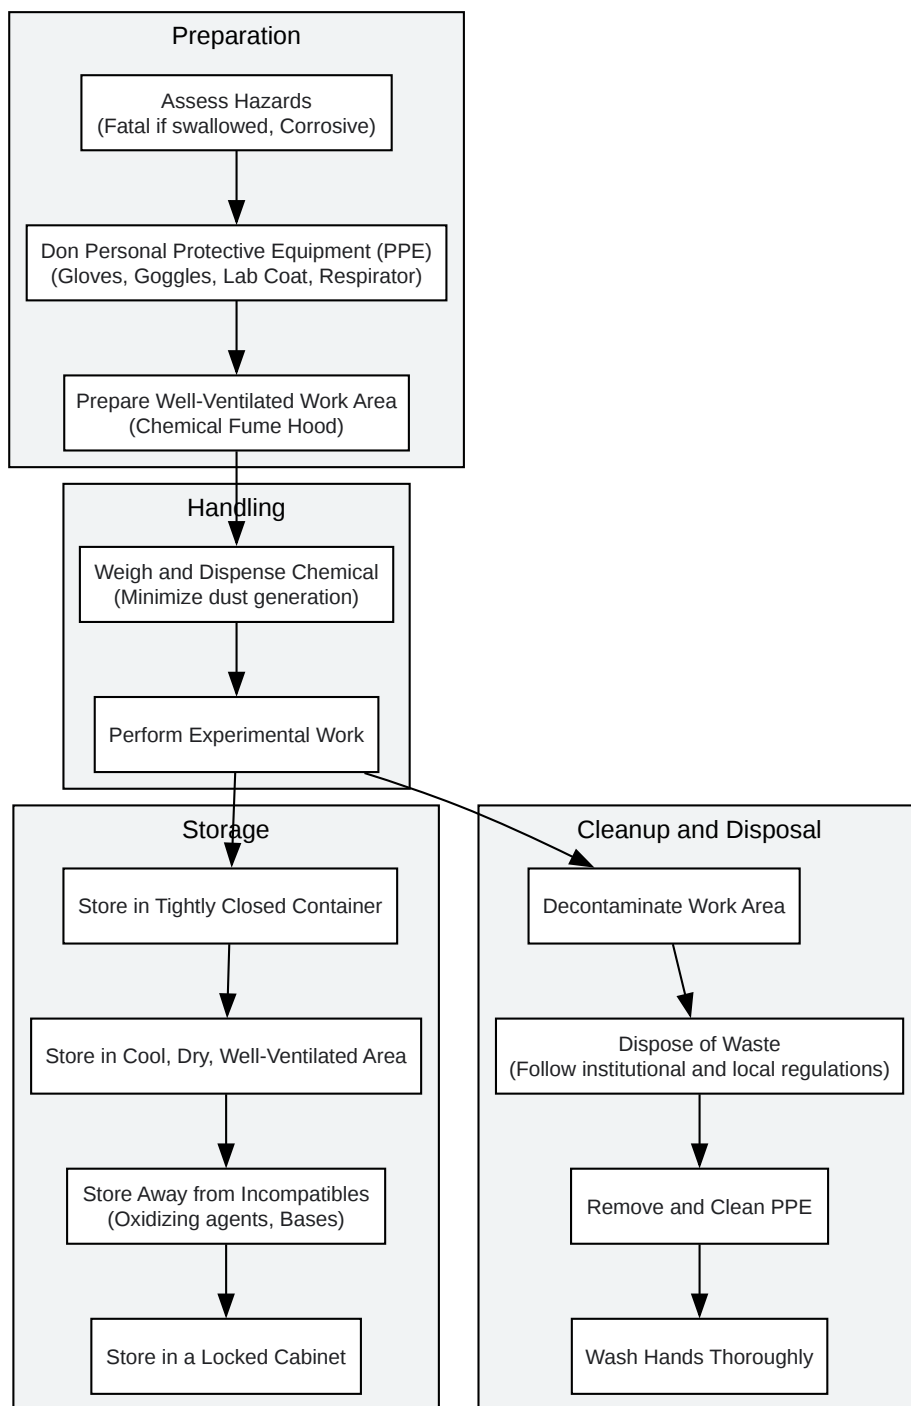 Preparation
Assess Hazards
(Fatal if swallowed, Corrosive)
Don Personal Protective Equipment (PPE)
(Gloves, Goggles, Lab Coat, Respirator)
Prepare Well-Ventilated Work Area
(Chemical Fume Hood)
Handling
Weigh and Dispense Chemical
(Minimize dust generation)
Perform Experimental Work
Storage
Store in Tightly Closed Container
Store in Cool, Dry, Well-Ventilated Area
Store Away from Incompatibles
(Oxidizing agents, Bases)
Store in a Locked Cabinet
Cleanup and Disposal
Decontaminate Work Area
Dispose of Waste
(Follow institutional and local regulations)
Remove and Clean PPE
Wash Hands Thoroughly